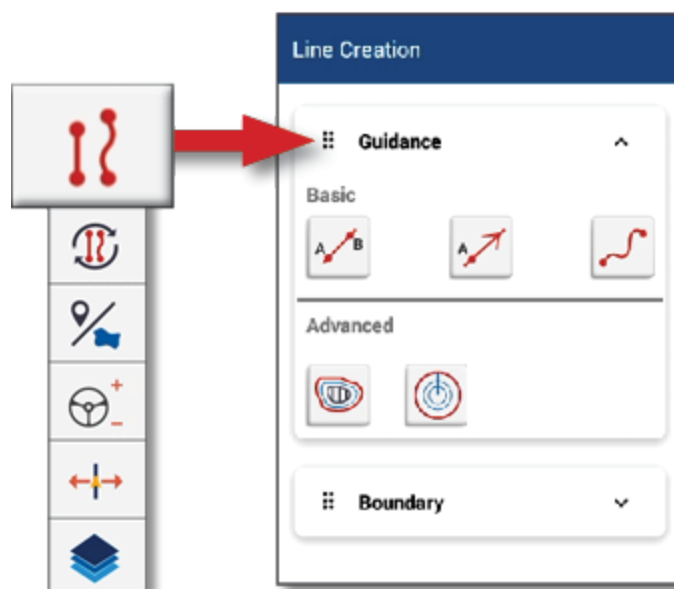 Line Creation
Guidance
Basic
A B
A
Advanced
Boundary